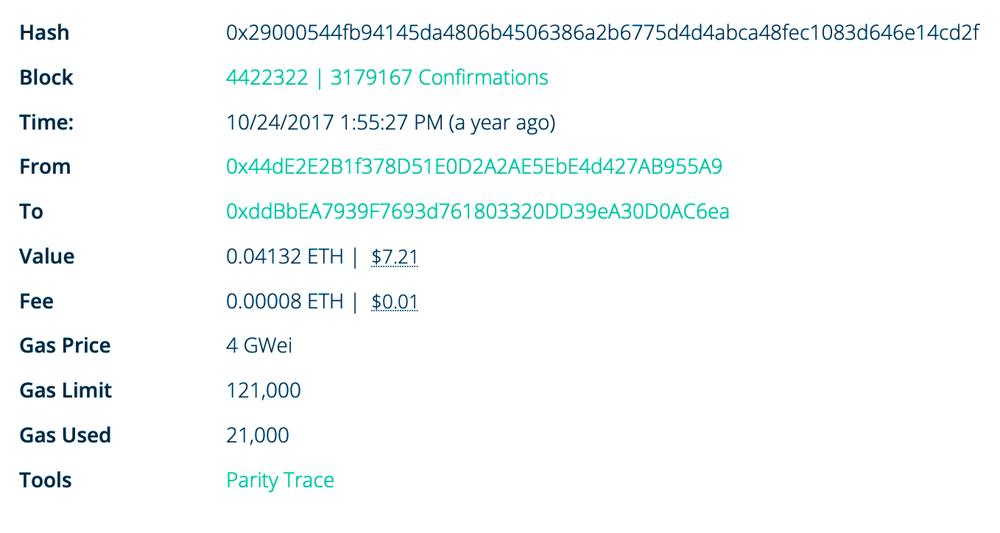 Hash 0x29000544fb94145da4806b4506386a2b6775d4d4abca48fec1083d646e14cd2f
Block 4422322 | 3179167 Confirmations
Time: 10/24/2017 1:55:27 PM (a year ago)
From 0x44dE2E2B1f378D51E0D2A2AE5EbE4d427AB955A9
To 0xddBbEA7939F7693d761803320DD39eA30D0AC6ea
Value 0.04132 ETH | $7.21
Fee 0.00008 ETH | $0.01
Gas Price 4 GWei
Gas Limit 121,000
Gas Used 21,000
Tools Parity Trace